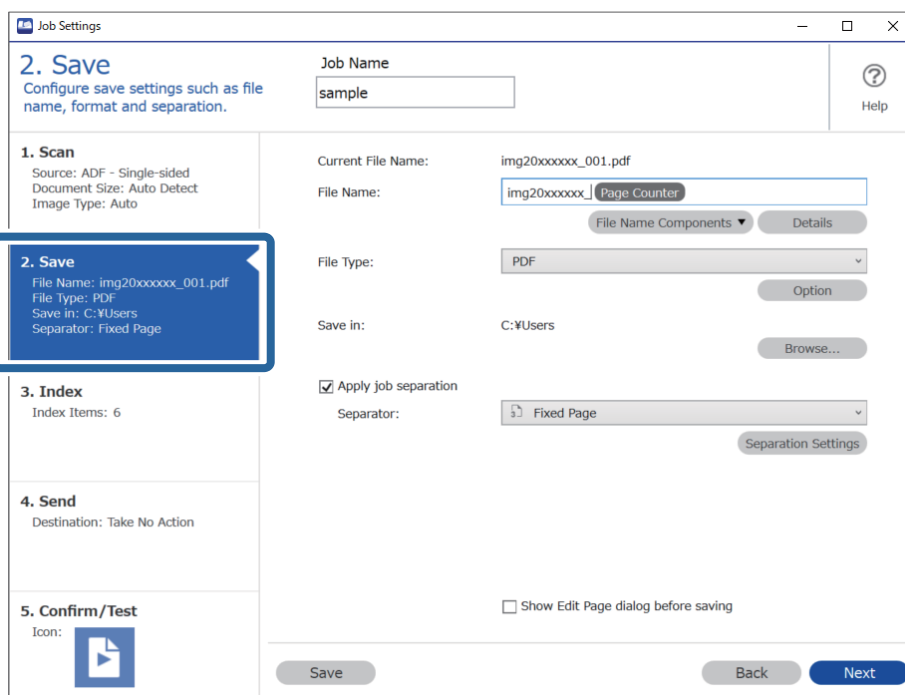 Job Settings
2. Save
Configure save settings such as file
name, format and separation.
Job Name
sample
?
Help
1. Scan
Source: ADF - Single-sided
Document Size: Auto Detect
Image Type: Auto
2. Save
File Name: img20xxxxxx_001.pdf
File Type: PDF
Save in: C:¥Users
Separator: Fixed Page
3. Index
Index Items: 6
4. Send
Destination: Take No Action
5. Confirm/Test
Icon:
Current File Name: img20xxxxxx_001.pdf
File Name: img20xxxxxx_ Page Counter
File Name Components ▼ Details
File Type: PDF
Option
Save in: C:¥Users
Browse...
Apply job separation
Separator: 3 Fixed Page
Separation Settings
Show Edit Page dialog before saving
Save Back Next